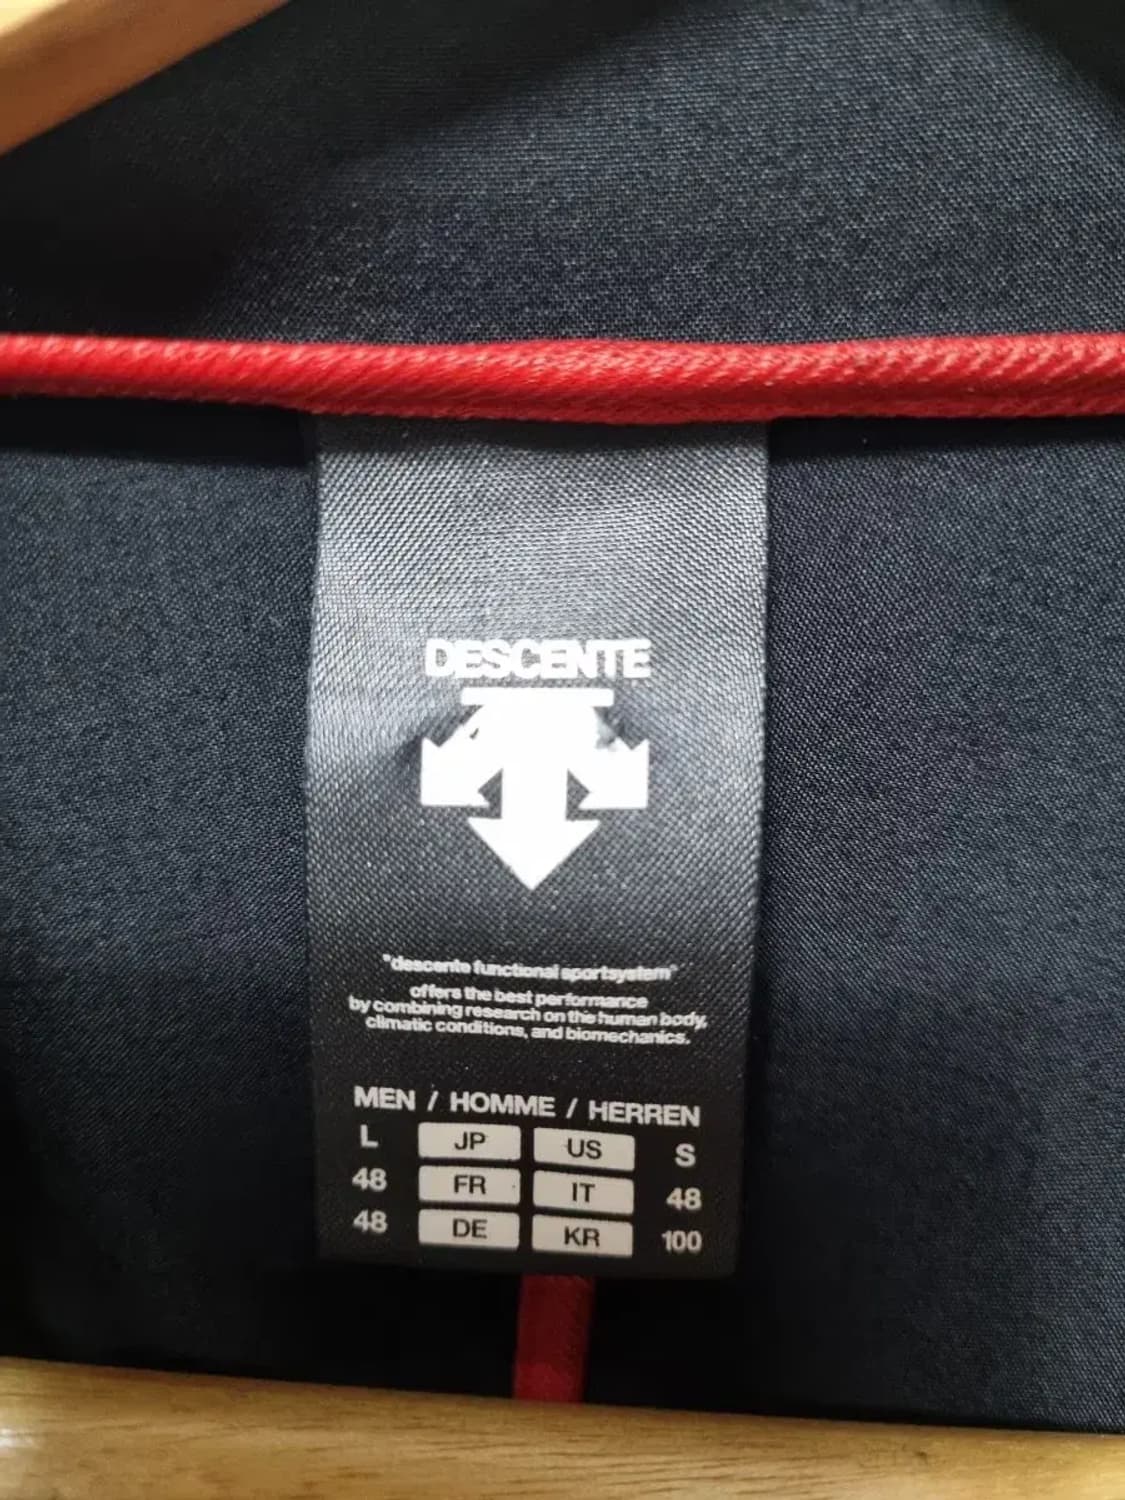 DESCENTE
"descente functional sportsystem"
offers the best performance
by combining research on the human body,
climatic conditions, and biomechanics.
MEN / HOMME / HERREN
L JP US S
48 FR IT 48
48 DE KR 100